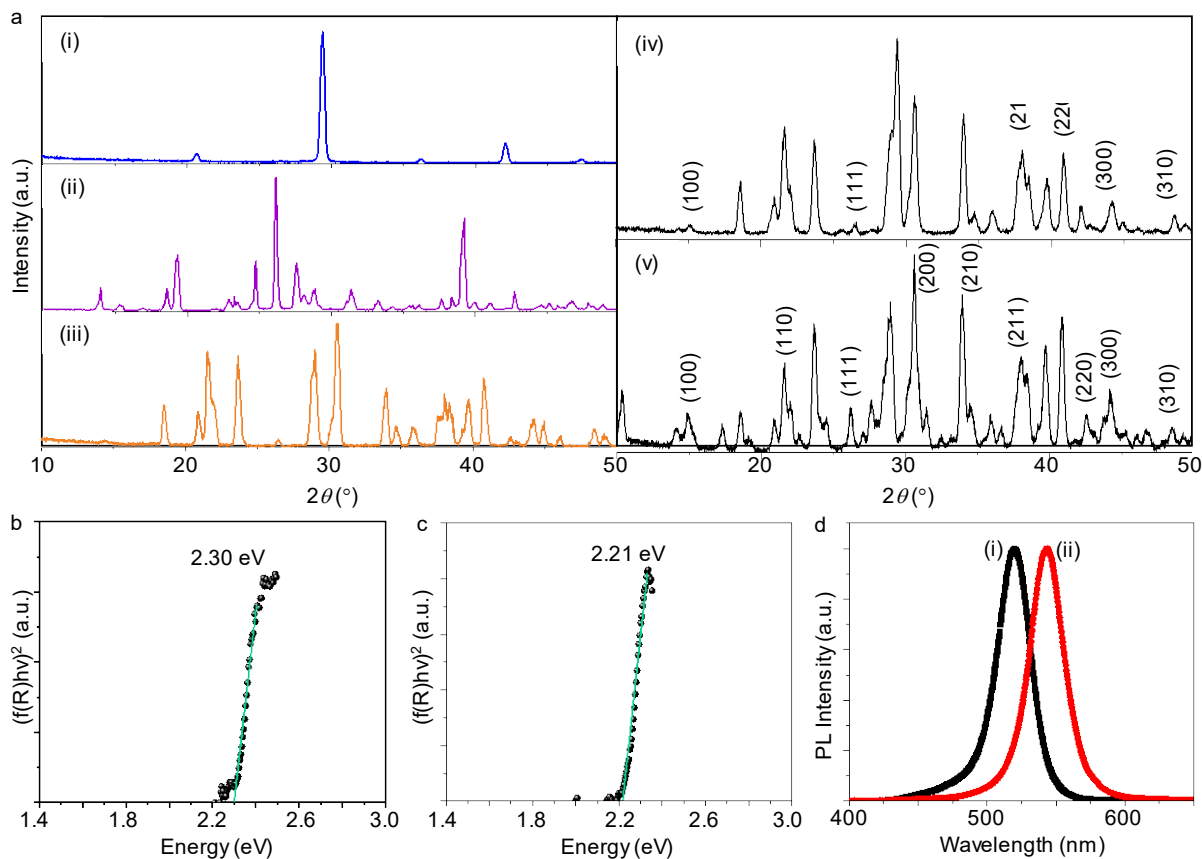 a
(i)
(ii)
(iii)
Intensity (a.u.)
10 20 30 40 50
2θ (°)
(iv)
(100)
(111)
(21
(220
(300)
(310)
(v)
(100)
(110)
(111)
(200)
(210)
(211)
(220)
(300)
(310)
20 30 40 50
2θ (°)
b
2.30 eV
(f(R)hv)² (a.u.)
1.4 1.8 2.2 2.6 3.0
Energy (eV)
c
2.21 eV
(f(R)hv)² (a.u.)
1.4 1.8 2.2 2.6 3.0
Energy (eV)
d
(i)
(ii)
PL Intensity (a.u.)
400 500 600
Wavelength (nm)